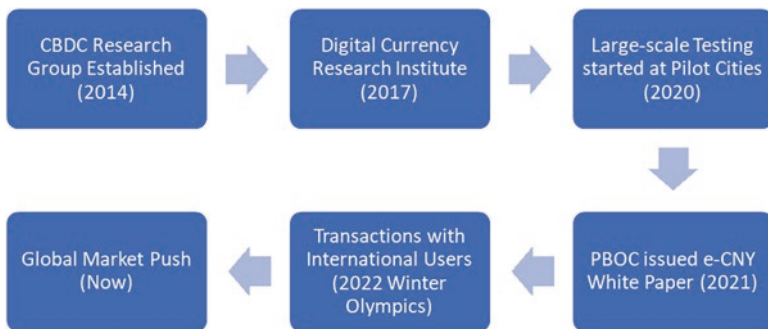 CBDC Research
Group Established
(2014)
Digital Currency
Research Institute
(2017)
Large-scale Testing
started at Pilot Cities
(2020)
PBOC issued e-CNY
White Paper (2021)
Transactions with
International Users
(2022 Winter
Olympics)
Global Market Push
(Now)